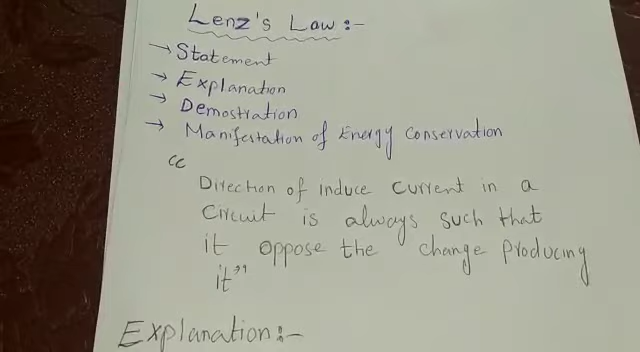 Lenz's Law:-
→ Statement
→ Explanation
→ Demostration
→ Manifestation of Energy Conservation
“
Direction of induce current in a
Circuit is always such that
it oppose the change producing
it”
Explanation:-